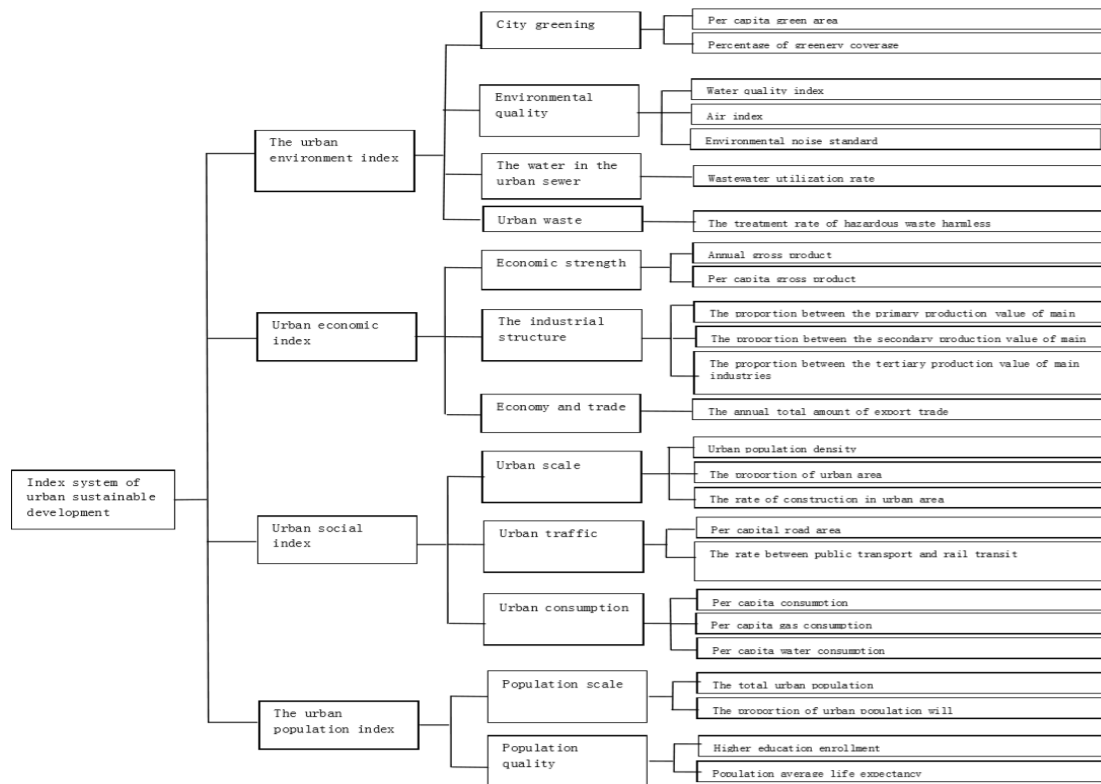 City greening
Per capita green area
Percentage of greenery coverage
Environmental
quality
Water quality index
Air index
Environmental noise standard
The urban
environment index
The water in the
urban sewer
Wastewater utilization rate
Urban waste
The treatment rate of hazardous waste harmless
Economic strength
Annual gross product
Per capita gross product
Urban economic
index
The industrial
structure
The proportion between the primary production value of main
The proportion between the secondary production value of main
The proportion between the tertiary production value of main
industries
Economy and trade
The annual total amount of export trade
Index system of
urban sustainable
development
Urban scale
Urban population density
The proportion of urban area
The rate of construction in urban area
Urban social
index
Urban traffic
Per capital road area
The rate between public transport and rail transit
Urban consumption
Per capita consumption
Per capita gas consumption
Per capita water consumption
The urban
population index
Population scale
The total urban population
The proportion of urban population will
Population
quality
Higher education enrollment
Population average life expectancy